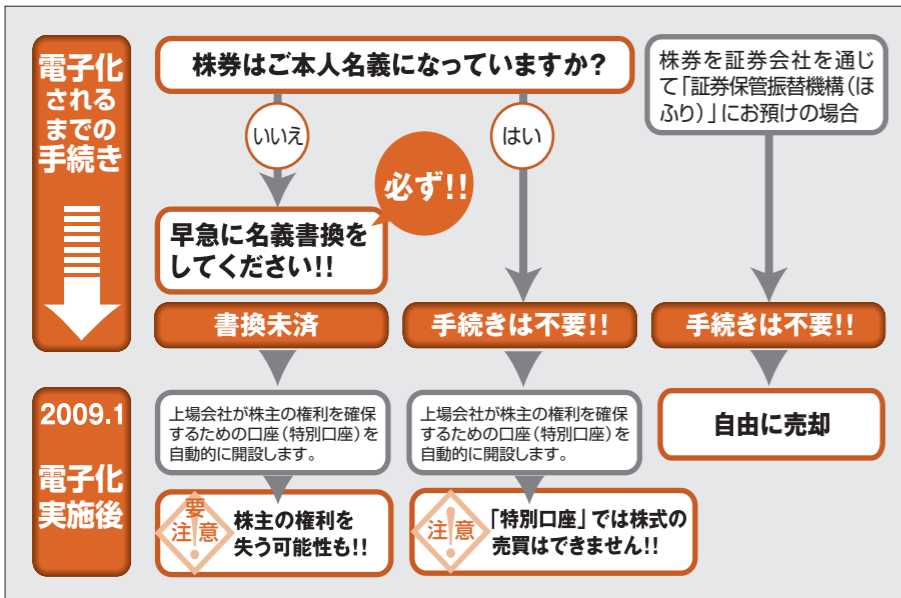 電子化
される
までの
手続き
株券はご本人名義になっていますか?
いいえ
はい
必ず!!
早急に名義書換を
してください!!
株券を証券会社を通じ
て「証券保管振替機構(ほ
ふり)」にお預けの場合
書換未済
手続きは不要!!
手続きは不要!!
2009.1
電子化
実施後
上場会社が株主の権利を確保
するための口座(特別口座)を
自動的に開設します。
上場会社が株主の権利を確保
するための口座(特別口座)を
自動的に開設します。
自由に売却
要
注!意
株主の権利を
失う可能性も!!
注!意
「特別口座」では株式の
売買はできません!!